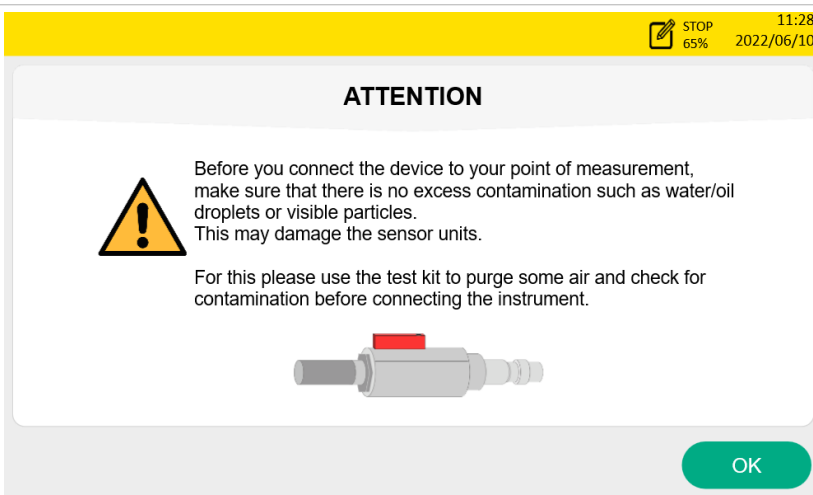 STOP
65%
11:28
2022/06/10
ATTENTION
Before you connect the device to your point of measurement,
make sure that there is no excess contamination such as water/oil
droplets or visible particles.
This may damage the sensor units.
For this please use the test kit to purge some air and check for
contamination before connecting the instrument.
OK